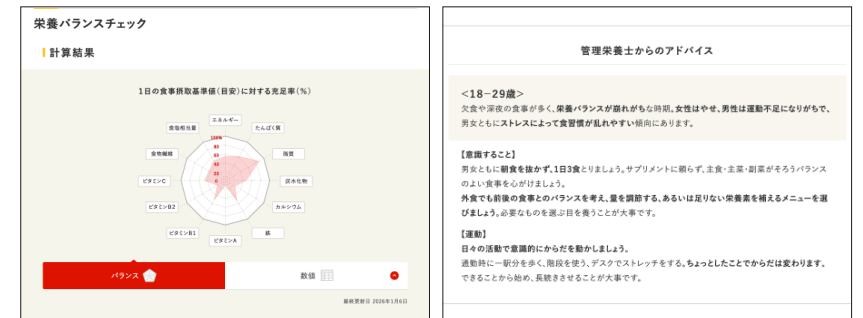 栄養バランスチェック
計算結果
1日の食事摂取基準値(目安)に対する充足率(%)
エネルギー
食塩相当量
たんぱく質
100%
80
60
40
20
0
食物繊維
脂質
ビタミンC
炭水化物
ビタミンB2
カルシウム
ビタミンB1
鉄
ビタミンA
バランス
数値
最終更新日 2026年1月6日
管理栄養士からのアドバイス
<18−29歳>
欠食や深夜の食事が多く、栄養バランスが崩れがちな時期。女性はやせ、男性は運動不足になりがちで、
男女ともにストレスによって食習慣が乱れやすい傾向にあります。
【意識すること】
男女ともに朝食を抜かず、1日3食とりましょう。サプリメントに頼らず、主食・主菜・副菜がそろうバランス
のよい食事を心がけましょう。
外食でも前後の食事とのバランスを考え、量を調節する、あるいは足りない栄養素を補えるメニューを選
びましょう。必要なものを選ぶ目を養うことが大事です。
【運動】
日々の活動で意識的にからだを動かしましょう。
通勤時に一駅分を歩く、階段を使う、デスクでストレッチをする。ちょっとしたことでからだは変わります。
できることから始め、長続きさせることが大事です。